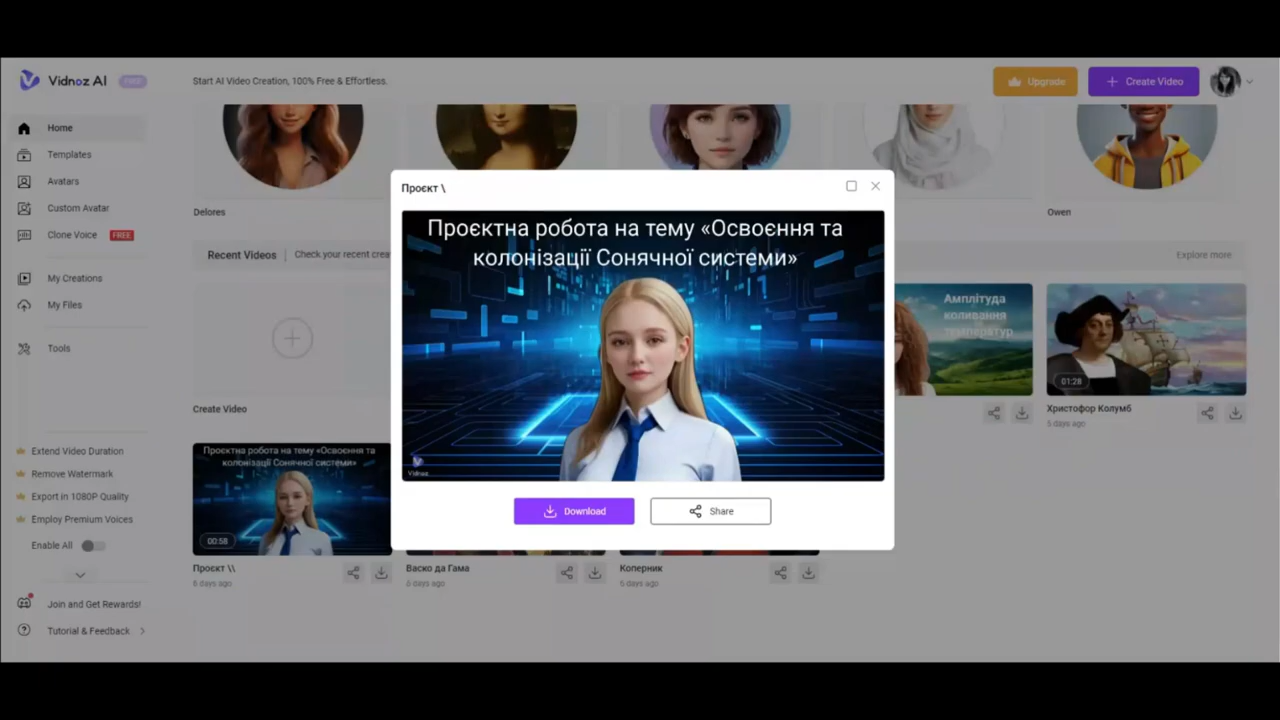 Vidnoz AI
FREE
Start AI Video Creation, 100% Free & Effortless.
Upgrade
Create Video
Home
Templates
Avatars
Custom Avatar
Clone Voice FREE
My Creations
My Files
Tools
Extend Video Duration
Remove Watermark
Export in 1080P Quality
Employ Premium Voices
Enable All
Join and Get Rewards!
Tutorial & Feedback
Delores
Owen
Recent Videos
Check your recent crea
Explore more
Проєкт \
Проєктна робота на тему «Освоєння та
колонізації Сонячної системи»
Vidnoz
Download
Share
Create Video
Амплітуда
коливання
температур
01:28
Христофор Колумб
5 days ago
Проєктна робота на тему «Освоєння та
колонізації Сонячної системи»
00:58
Проєкт \\
6 days ago
Васко да Гама
6 days ago
Коперник
6 days ago